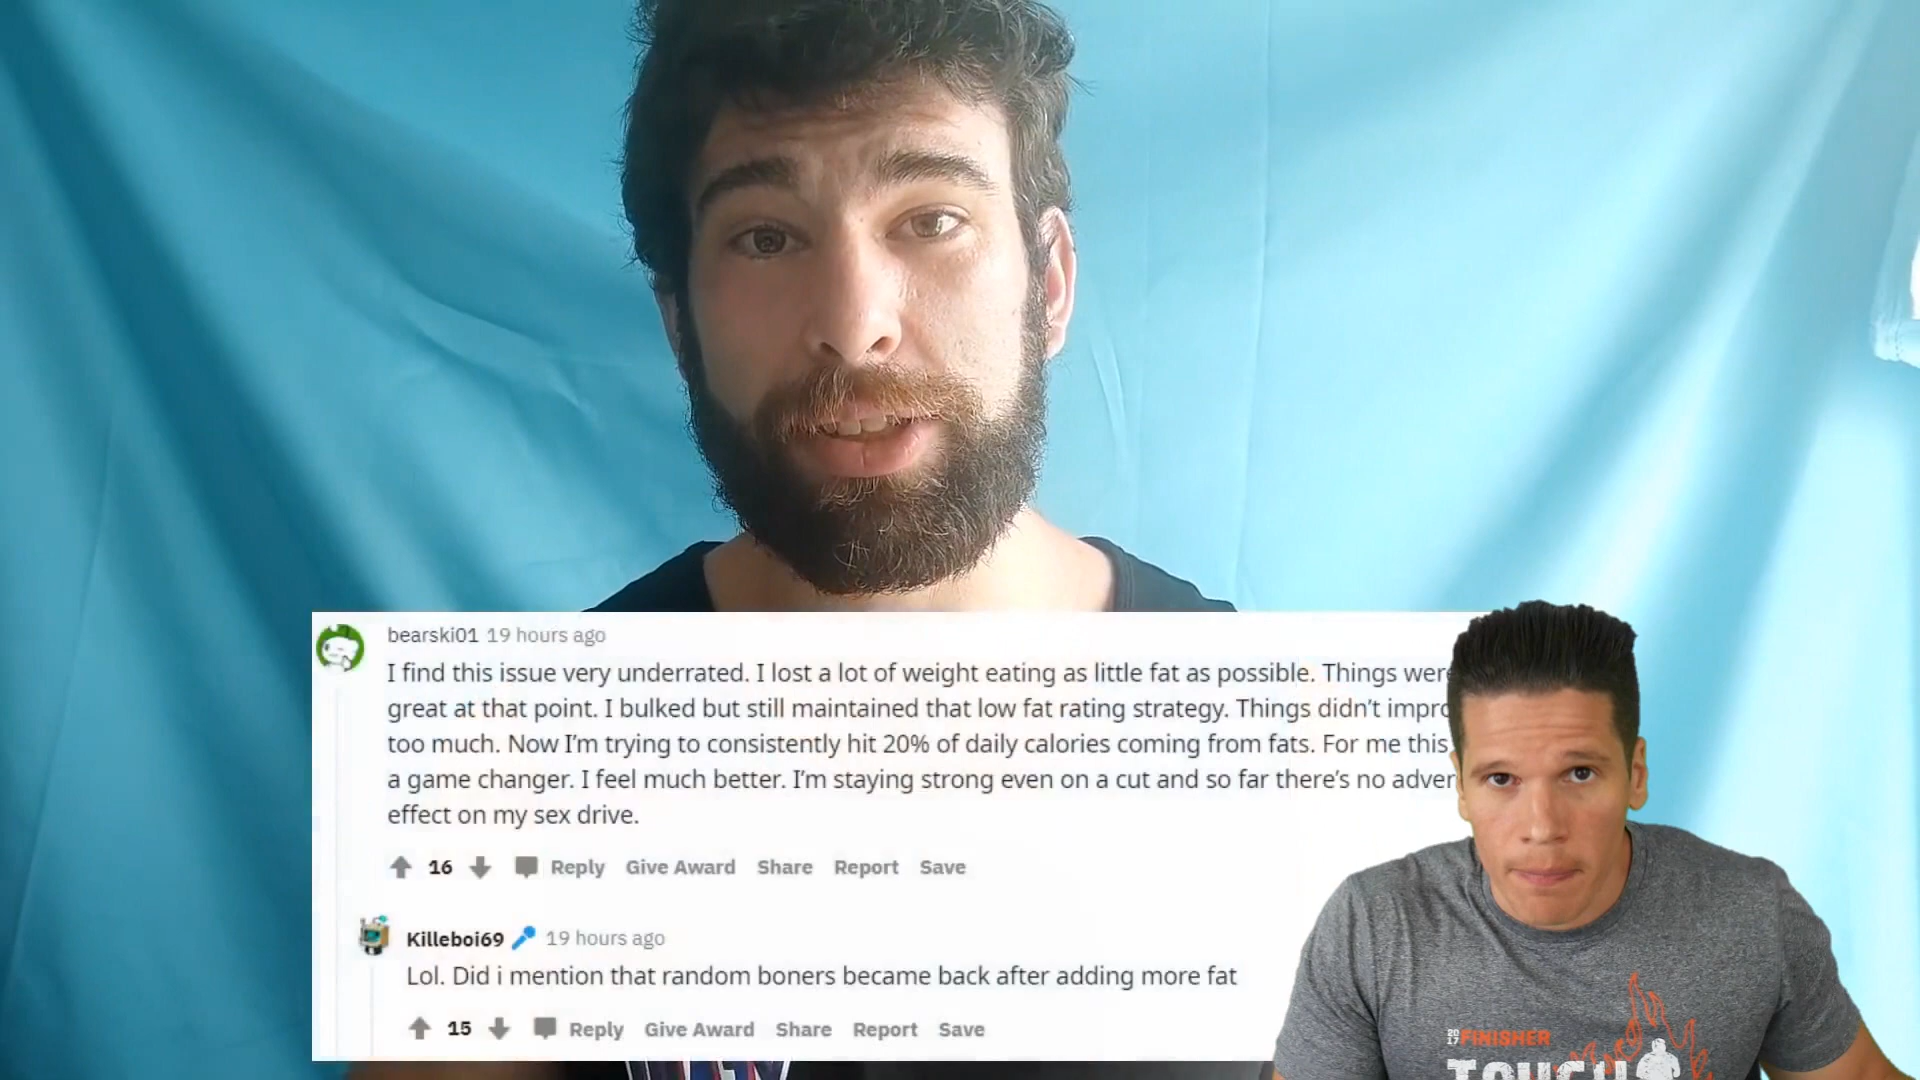 bearski01 19 hours ago
I find this issue very underrated. I lost a lot of weight eating as little fat as possible. Things were
great at that point. I bulked but still maintained that low fat rating strategy. Things didn't impro
too much. Now I'm trying to consistently hit 20% of daily calories coming from fats. For me this
a game changer. I feel much better. I'm staying strong even on a cut and so far there's no adver
effect on my sex drive.
16 Reply Give Award Share Report Save
Killeboi69 19 hours ago
Lol. Did i mention that random boners became back after adding more fat
15 Reply Give Award Share Report Save
2017 FINISHER
TOUGH